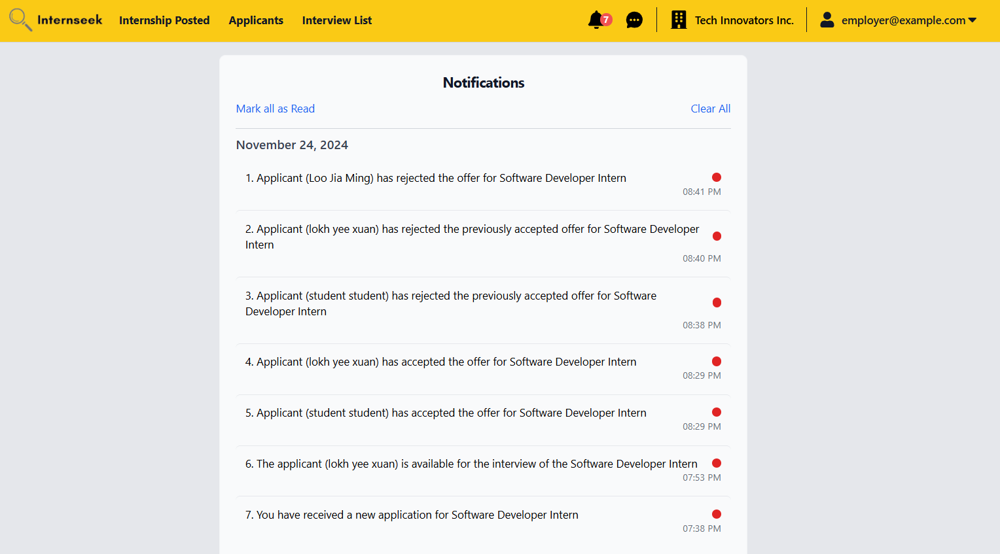 Internseek Internship Posted Applicants Interview List 7 Tech Innovators Inc. employer@example.com
Notifications
Mark all as Read Clear All
November 24, 2024
1. Applicant (Loo Jia Ming) has rejected the offer for Software Developer Intern
08:41 PM
2. Applicant (lokh yee xuan) has rejected the previously accepted offer for Software Developer
Intern
08:40 PM
3. Applicant (student student) has rejected the previously accepted offer for Software
Developer Intern
08:38 PM
4. Applicant (lokh yee xuan) has accepted the offer for Software Developer Intern
08:29 PM
5. Applicant (student student) has accepted the offer for Software Developer Intern
08:29 PM
6. The applicant (lokh yee xuan) is available for the interview of the Software Developer Intern
07:53 PM
7. You have received a new application for Software Developer Intern
07:38 PM